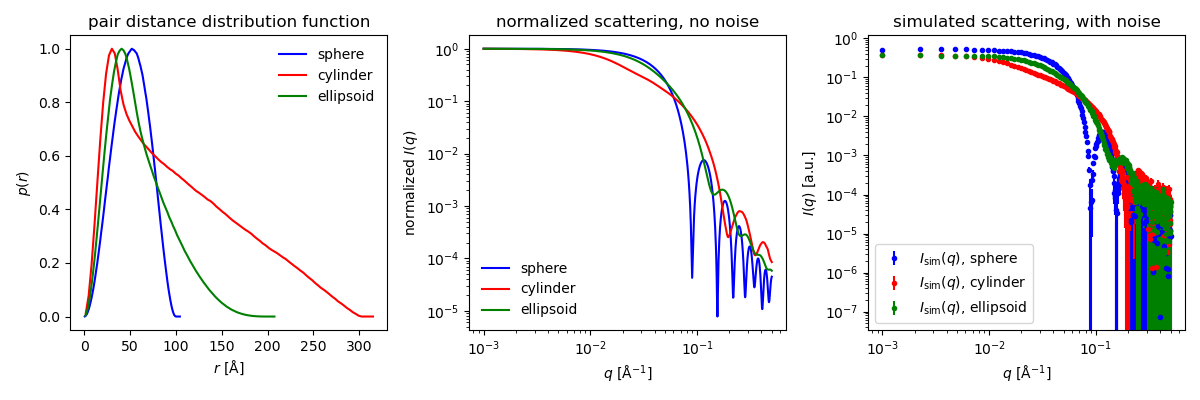 pair distance distribution function
1.0
0.8
0.6
0.4
0.2
0.0
p(r)
0 50 100 150 200 250 300
r [Å]
sphere
cylinder
ellipsoid
normalized scattering, no noise
10⁰
10⁻¹
10⁻²
10⁻³
10⁻⁴
10⁻⁵
normalized I(q)
10⁻³ 10⁻² 10⁻¹
q [Å⁻¹]
sphere
cylinder
ellipsoid
simulated scattering, with noise
10⁰
10⁻¹
10⁻²
10⁻³
10⁻⁴
10⁻⁵
10⁻⁶
10⁻⁷
I(q) [a.u.]
10⁻³ 10⁻² 10⁻¹
q [Å⁻¹]
I_sim(q), sphere
I_sim(q), cylinder
I_sim(q), ellipsoid